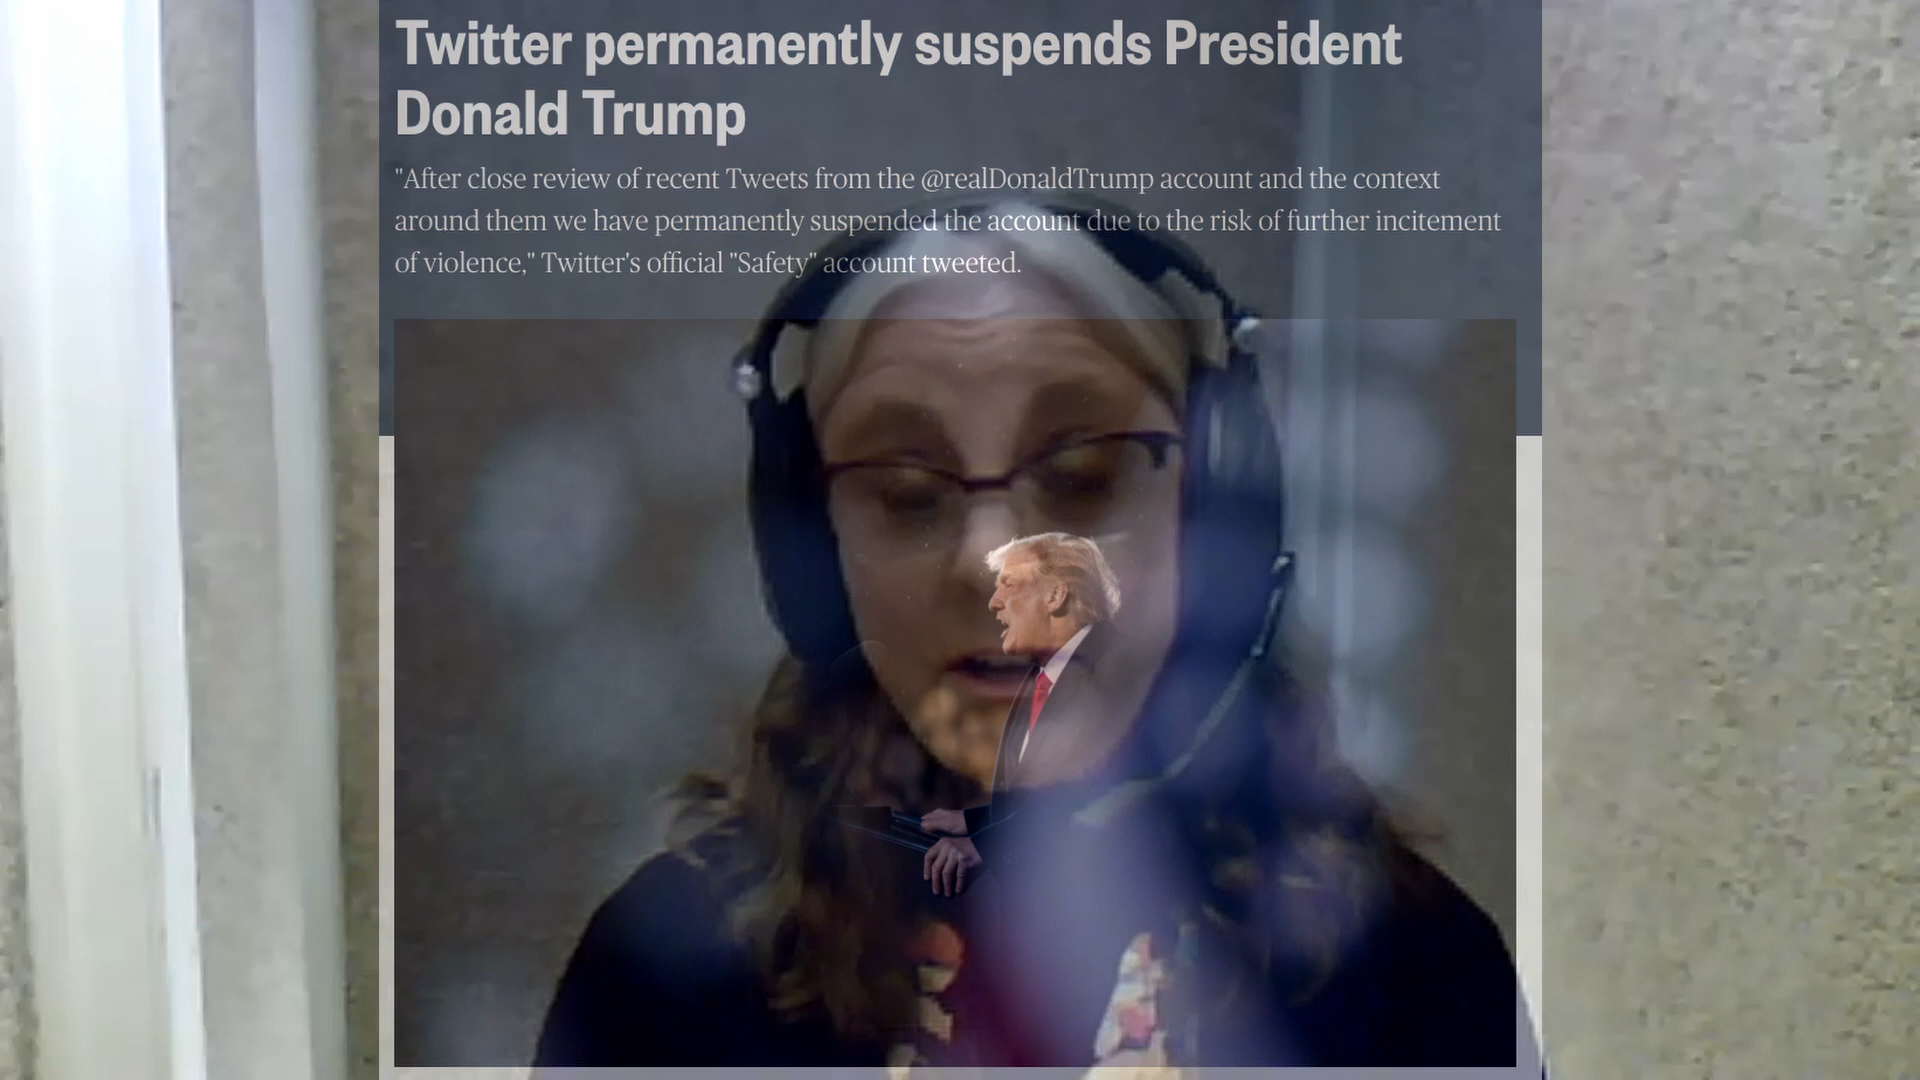 Twitter permanently suspends President
Donald Trump
"After close review of recent Tweets from the @realDonaldTrump account and the context
around them we have permanently suspended the account due to the risk of further incitement
of violence," Twitter's official "Safety" account tweeted.